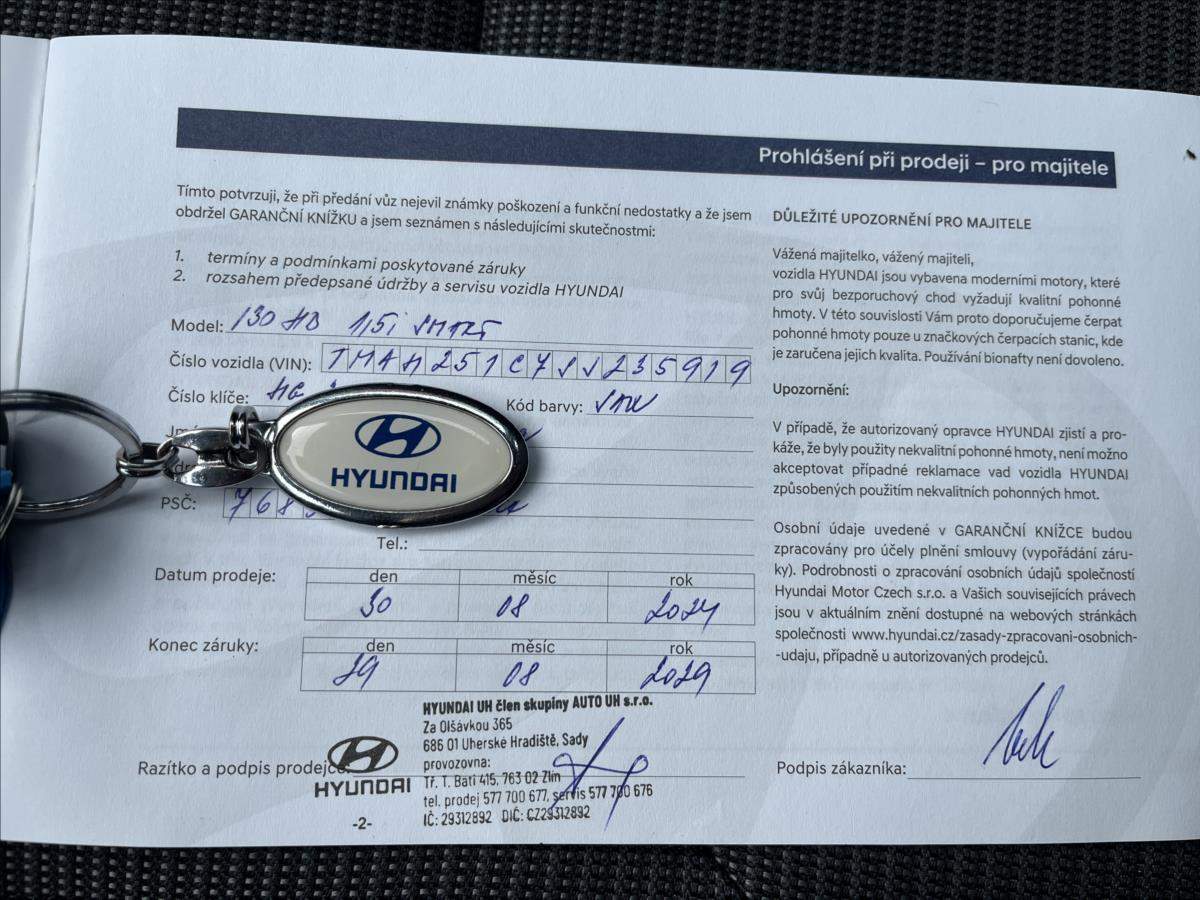 Prohlášení při prodeji – pro majitele
Tímto potvrzuji, že při předání vůz nejevil známky poškození a funkční nedostatky a že jsem
obdržel GARANČNÍ KNÍŽKU a jsem seznámen s následujícími skutečnostmi:
1. termíny a podmínkami poskytované záruky
2. rozsahem předepsané údržby a servisu vozidla HYUNDAI
Model: i30 HB 1,5i SMART
Číslo vozidla (VIN): TMAH251C7SJ235919
Číslo klíče: HG
Kód barvy: SAW
PSČ: 768
Tel.:
Datum prodeje: den měsíc rok
30 08 2024
Konec záruky: den měsíc rok
29 08 2029
HYUNDAI
HYUNDAI UH člen skupiny AUTO UH s.r.o.
Za Olšávkou 365
686 01 Uherské Hradiště, Sady
provozovna:
Tř. T. Bati 415, 763 02 Zlín
tel. prodej 577 700 677, servis 577 700 676
IČ: 29312892 DIČ: CZ29312892
Razítko a podpis prodejce:
HYUNDAI
-2-
DŮLEŽITÉ UPOZORNĚNÍ PRO MAJITELE
Vážená majitelko, vážený majiteli,
vozidla HYUNDAI jsou vybavena moderními motory, které
pro svůj bezporuchový chod vyžadují kvalitní pohonné
hmoty. V této souvislosti Vám proto doporučujeme čerpat
pohonné hmoty pouze u značkových čerpacích stanic, kde
je zaručena jejich kvalita. Používání bionafty není dovoleno.
Upozornění:
V případě, že autorizovaný opravce HYUNDAI zjistí a pro-
káže, že byly použity nekvalitní pohonné hmoty, není možno
akceptovat případné reklamace vad vozidla HYUNDAI
způsobených použitím nekvalitních pohonných hmot.
Osobní údaje uvedené v GARANČNÍ KNÍŽCE budou
zpracovány pro účely plnění smlouvy (vypořádání záru-
ky). Podrobnosti o zpracování osobních údajů společností
Hyundai Motor Czech s.r.o. a Vašich souvisejících právech
jsou v aktuálním znění dostupné na webových stránkách
společnosti www.hyundai.cz/zasady-zpracovani-osobnich-
-udaju, případně u autorizovaných prodejců.
Podpis zákazníka: